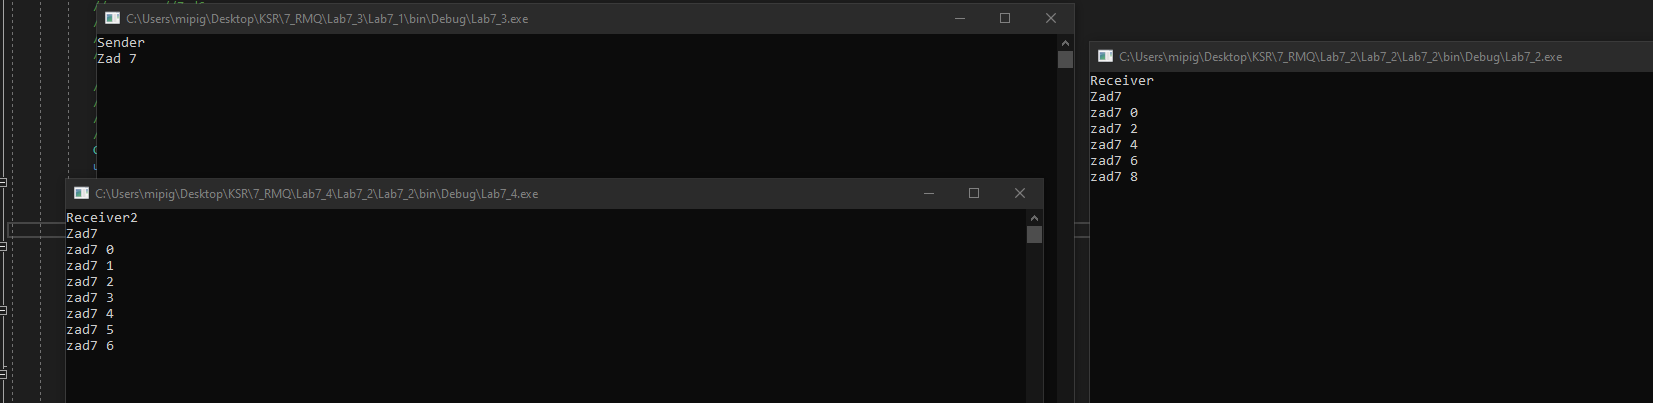 C:\Users\mipig\Desktop\KSR\7_RMQ\Lab7_3\Lab7_1\bin\Debug\Lab7_3.exe
Sender
Zad 7
C:\Users\mipig\Desktop\KSR\7_RMQ\Lab7_4\Lab7_2\Lab7_2\bin\Debug\Lab7_4.exe
Receiver2
Zad7
zad7 0
zad7 1
zad7 2
zad7 3
zad7 4
zad7 5
zad7 6
C:\Users\mipig\Desktop\KSR\7_RMQ\Lab7_2\Lab7_2\Lab7_2\bin\Debug\Lab7_2.exe
Receiver
Zad7
zad7 0
zad7 2
zad7 4
zad7 6
zad7 8